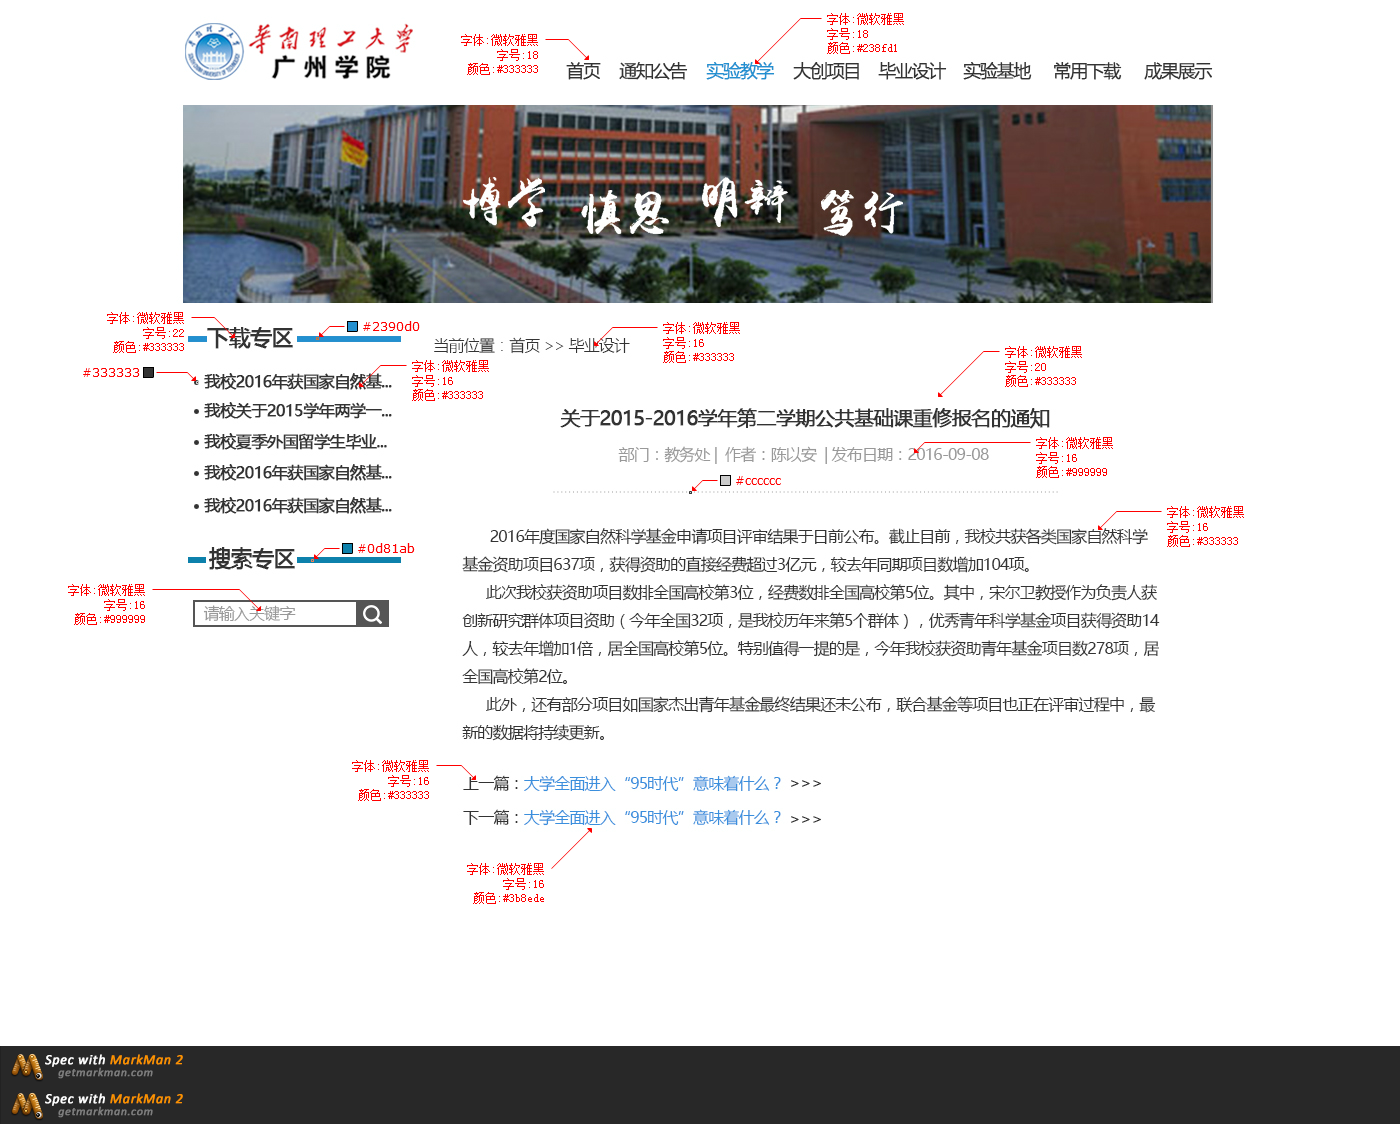 华南理工大学
广州学院
字体:微软雅黑
字号:18
颜色:#333333
字体:微软雅黑
字号:18
颜色:#238fd1
首页 通知公告 实验教学 大创项目 毕业设计 实验基地 常用下载 成果展示
博学 慎思 明辨 笃行
字体:微软雅黑
字号:22
颜色:#333333
下载专区
#2390d0
#333333
我校2016年获国家自然基...
字体:微软雅黑
字号:16
颜色:#333333
• 我校关于2015学年两学一...
• 我校夏季外国留学生毕业...
• 我校2016年获国家自然基...
• 我校2016年获国家自然基...
搜索专区
#0d81ab
字体:微软雅黑
字号:16
颜色:#999999
请输入关键字
当前位置:首页 >> 毕业设计
字体:微软雅黑
字号:16
颜色:#333333
字体:微软雅黑
字号:20
颜色:#333333
关于2015-2016学年第二学期公共基础课重修报名的通知
部门：教务处 | 作者：陈以安 | 发布日期：2016-09-08
字体:微软雅黑
字号:16
颜色:#999999
#cccccc
字体:微软雅黑
字号:16
颜色:#333333
2016年度国家自然科学基金申请项目评审结果于日前公布。截止目前，我校共获各类国家自然科学
基金资助项目637项，获得资助的直接经费超过3亿元，较去年同期项目数增加104项。
此次我校获资助项目数排全国高校第3位，经费数排全国高校第5位。其中，宋尔卫教授作为负责人获
创新研究群体项目资助（今年全国32项，是我校历年来第5个群体），优秀青年科学基金项目获得资助14
人，较去年增加1倍，居全国高校第5位。特别值得一提的是，今年我校获资助青年基金项目数278项，居
全国高校第2位。
此外，还有部分项目如国家杰出青年基金最终结果还未公布，联合基金等项目也正在评审过程中，最
新的数据将持续更新。
字体:微软雅黑
字号:16
颜色:#333333
上一篇：大学全面进入“95时代”意味着什么？ >>>
下一篇：大学全面进入“95时代”意味着什么？ >>>
字体:微软雅黑
字号:16
颜色:#3b8ede
Spec with MarkMan 2
getmarkman.com
Spec with MarkMan 2
getmarkman.com